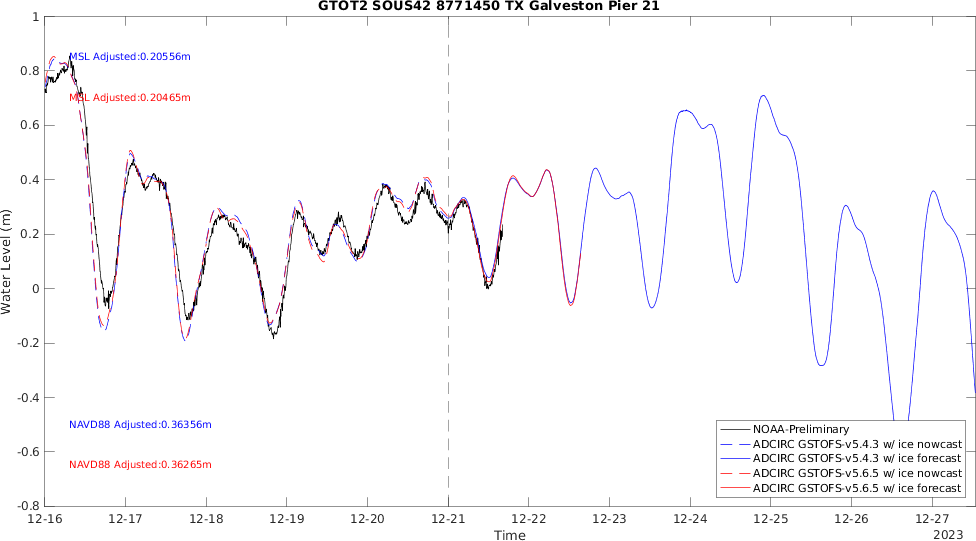 GTOT2 SOUS42 8771450 TX Galveston Pier 21
MSL Adjusted:0.20556m
MSL Adjusted:0.20465m
NAVD88 Adjusted:0.36356m
NAVD88 Adjusted:0.36265m
Water Level (m)
1
0.8
0.6
0.4
0.2
0
-0.2
-0.4
-0.6
-0.8
NOAA-Preliminary
ADCIRC GSTOFS-v5.4.3 w/ ice nowcast
ADCIRC GSTOFS-v5.4.3 w/ ice forecast
ADCIRC GSTOFS-v5.6.5 w/ ice nowcast
ADCIRC GSTOFS-v5.6.5 w/ ice forecast
12-16 12-17 12-18 12-19 12-20 12-21 12-22 12-23 12-24 12-25 12-26 12-27
Time
2023